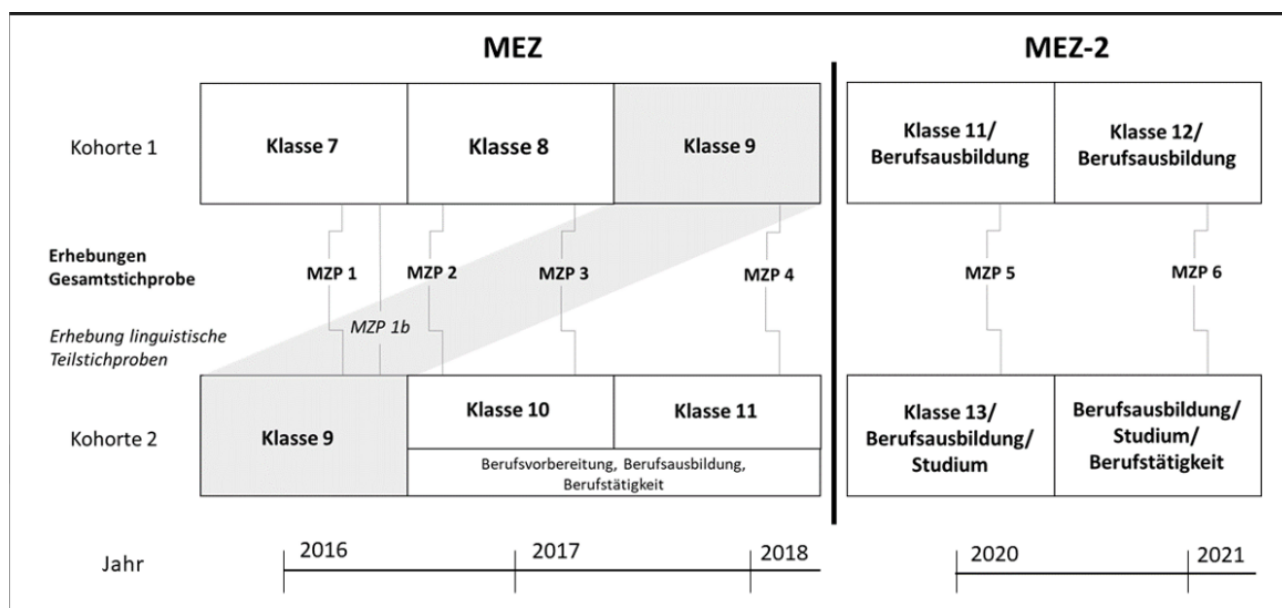 MEZ
MEZ-2
Kohorte 1
Klasse 7
Klasse 8
Klasse 9
Klasse 11/
Berufsausbildung
Klasse 12/
Berufsausbildung
Erhebungen
Gesamtstichprobe
MZP 1
MZP 2
MZP 3
MZP 4
MZP 5
MZP 6
Erhebung linguistische
Teilstichproben
MZP 1b
Kohorte 2
Klasse 9
Klasse 10
Klasse 11
Berufsvorbereitung, Berufsausbildung,
Berufstätigkeit
Klasse 13/
Berufsausbildung/
Studium
Berufsausbildung/
Studium/
Berufstätigkeit
Jahr
2016
2017
2018
2020
2021